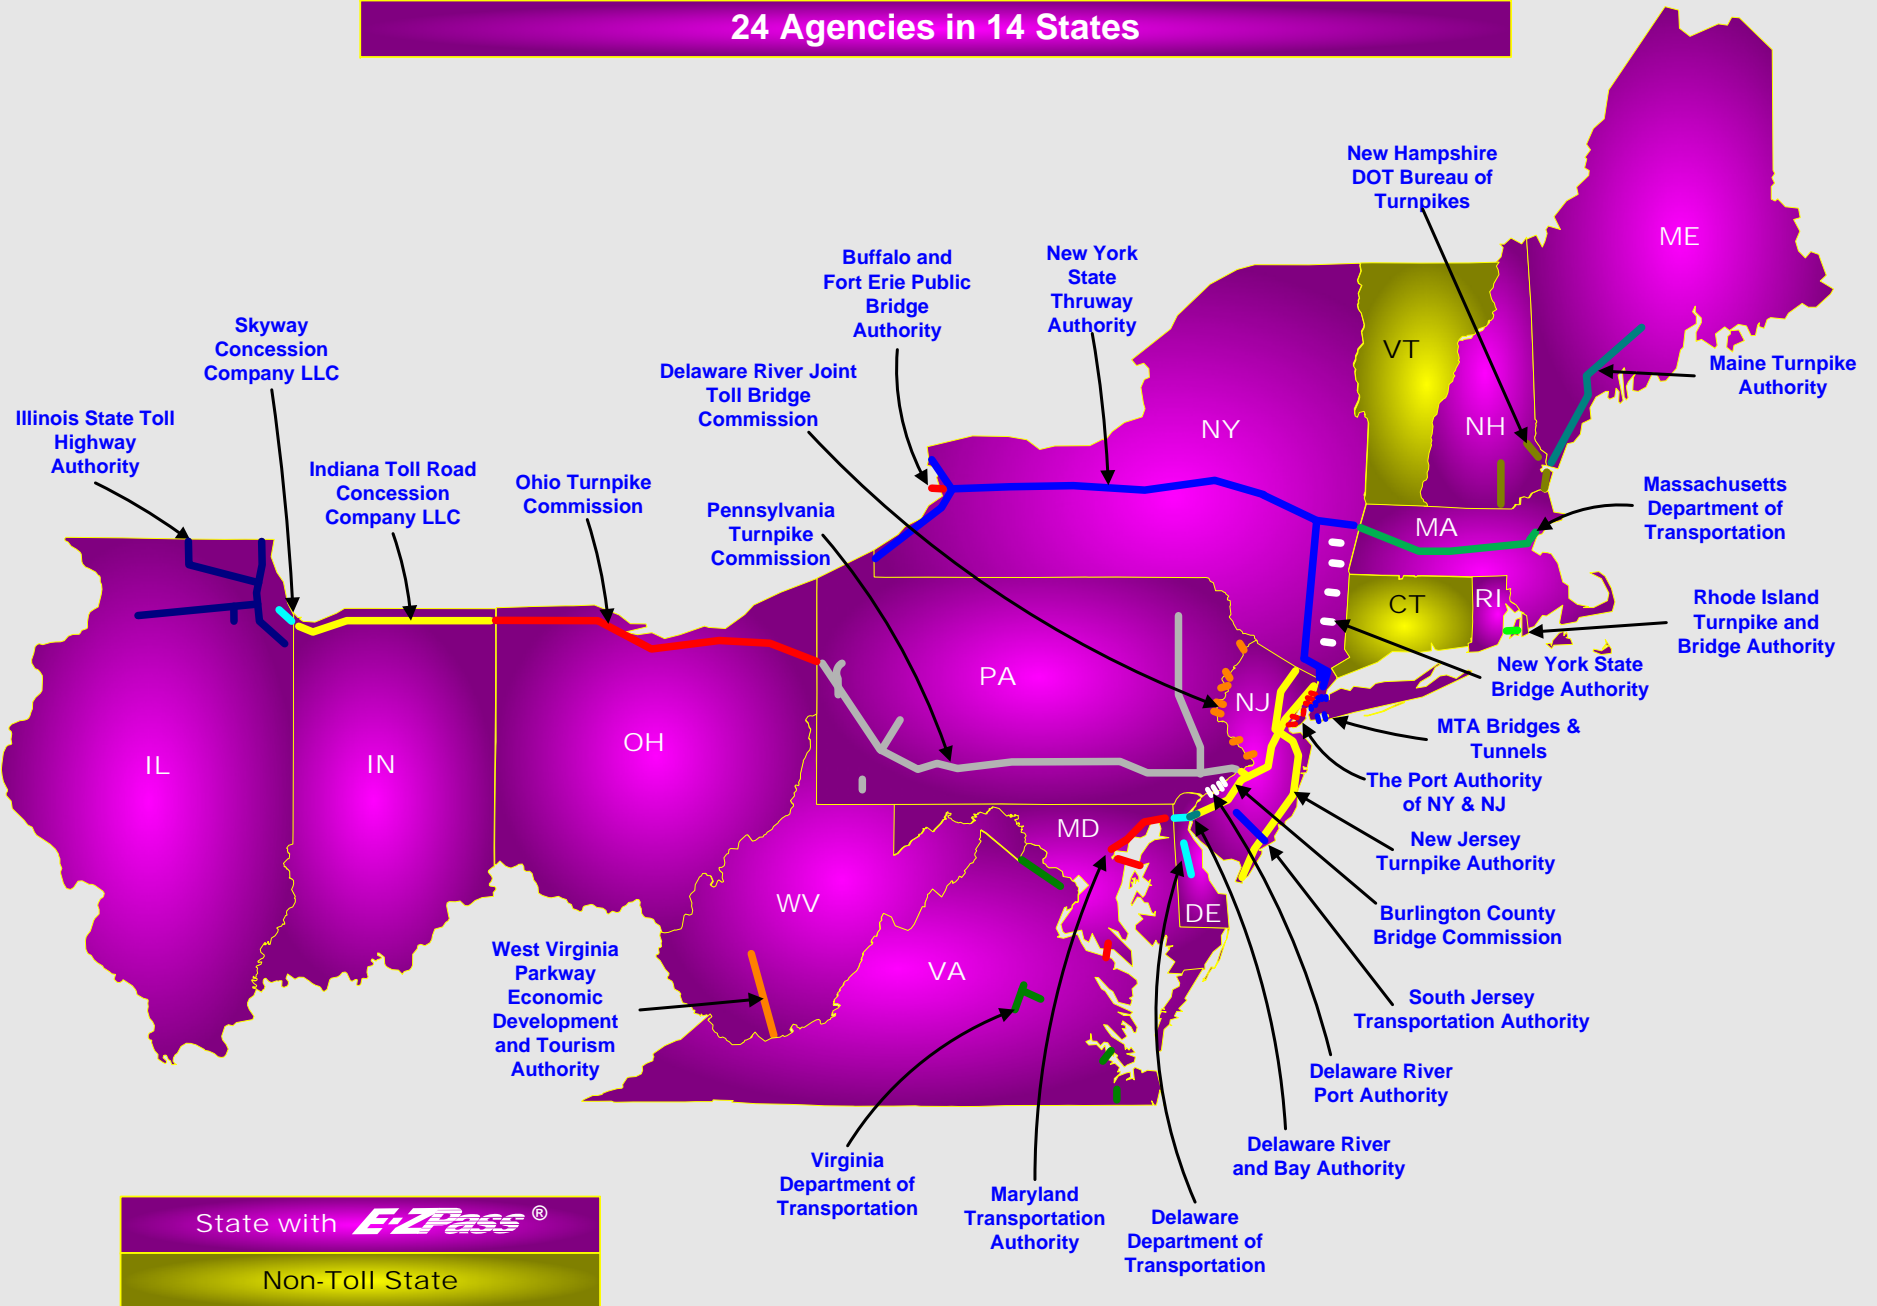 24 Agencies in 14 States
New Hampshire
DOT Bureau of
Turnpikes
ME
Buffalo and
Fort Erie Public
Bridge
Authority
New York
State
Thruway
Authority
Skyway
Concession
Company LLC
Delaware River Joint
Toll Bridge
Commission
VT
Maine Turnpike
Authority
Illinois State Toll
Highway
Authority
NY
NH
Indiana Toll Road
Concession
Company LLC
Ohio Turnpike
Commission
Pennsylvania
Turnpike
Commission
MA
Massachusetts
Department of
Transportation
CT
RI
Rhode Island
Turnpike and
Bridge Authority
New York State
Bridge Authority
PA
NJ
MTA Bridges &
Tunnels
OH
IL
IN
The Port Authority
of NY & NJ
MD
New Jersey
Turnpike Authority
WV
DE
Burlington County
Bridge Commission
West Virginia
Parkway
Economic
Development
and Tourism
Authority
VA
South Jersey
Transportation Authority
Delaware River
Port Authority
Delaware River
and Bay Authority
Virginia
Department of
Transportation
Maryland
Transportation
Authority
Delaware
Department of
Transportation
State with E-ZPass ®
Non-Toll State